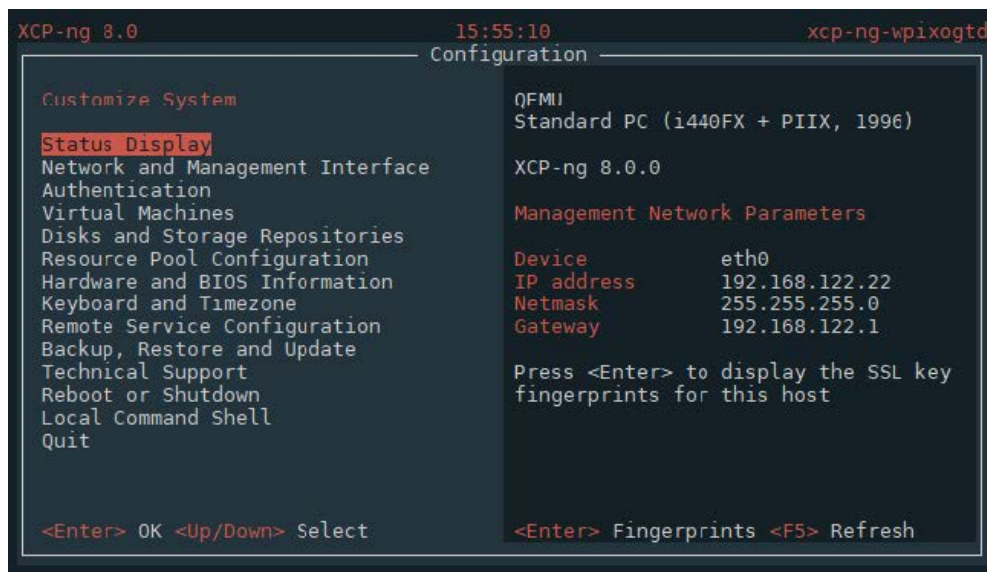 XCP-ng 8.0 15:55:10 xcp-ng-wpixogtd
Configuration
Customize System
Status Display
Network and Management Interface
Authentication
Virtual Machines
Disks and Storage Repositories
Resource Pool Configuration
Hardware and BIOS Information
Keyboard and Timezone
Remote Service Configuration
Backup, Restore and Update
Technical Support
Reboot or Shutdown
Local Command Shell
Quit
<Enter> OK <Up/Down> Select
QEMU
Standard PC (i440FX + PIIX, 1996)
XCP-ng 8.0.0
Management Network Parameters
Device eth0
IP address 192.168.122.22
Netmask 255.255.255.0
Gateway 192.168.122.1
Press <Enter> to display the SSL key
fingerprints for this host
<Enter> Fingerprints <F5> Refresh